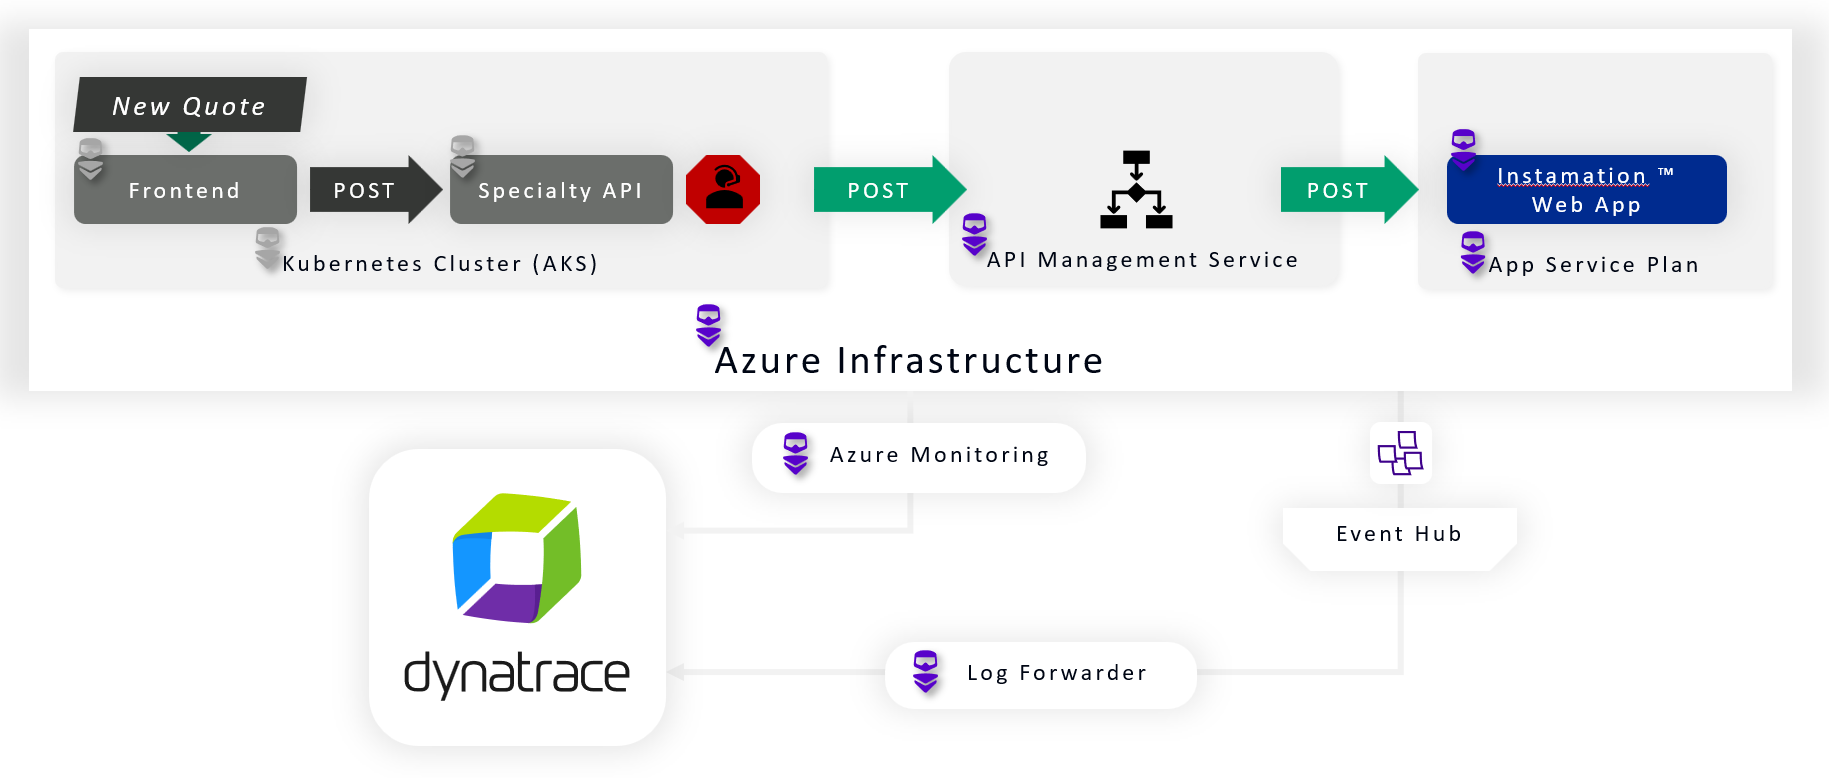 New Quote
Frontend
POST
Specialty API
POST
POST
Instamation ™
Web App
Kubernetes Cluster (AKS)
API Management Service
App Service Plan
Azure Infrastructure
Azure Monitoring
Event Hub
dynatrace
Log Forwarder